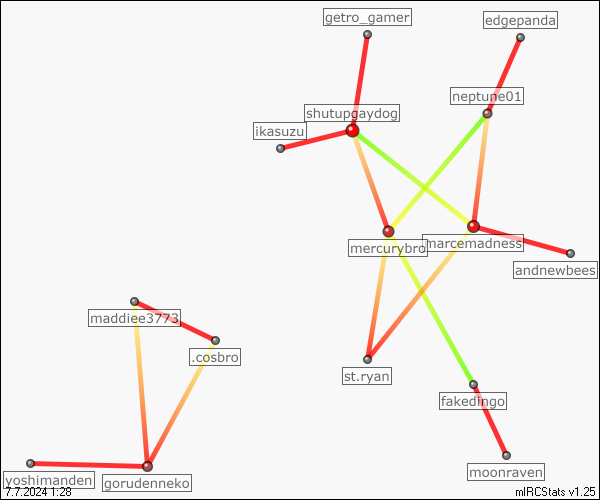 getro_gamer
edgepanda
neptune01
shutupgaydog
ikasuzu
mercurybro
marcemadness
andnewbees
maddiee3773
.cosbro
st.ryan
fakedingo
moonraven
yoshimanden
gorudenneko
7.7.2024 1:28
mIRCStats v1.25